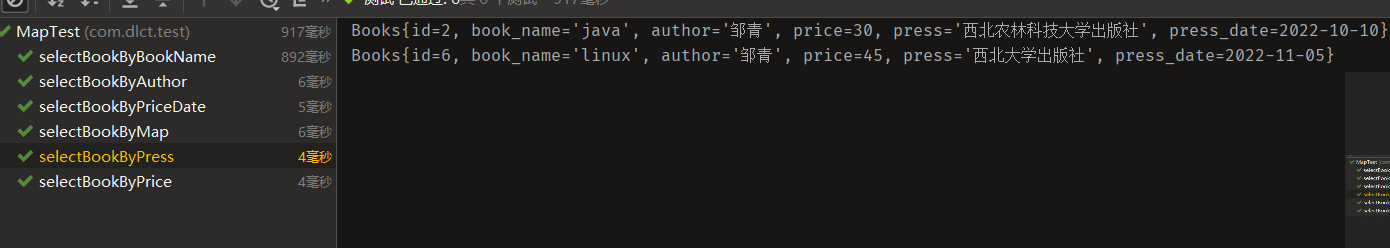 MapTest (com.dlct.test) 917毫秒
selectBookByBookName 892毫秒
selectBookByAuthor 6毫秒
selectBookByPriceDate 5毫秒
selectBookByMap 6毫秒
selectBookByPress 4毫秒
selectBookByPrice 4毫秒
Books{id=2, book_name='java', author='邹青', price=30, press='西北农林科技大学出版社', press_date=2022-10-10}
Books{id=6, book_name='linux', author='邹青', price=45, press='西北大学出版社', press_date=2022-11-05}